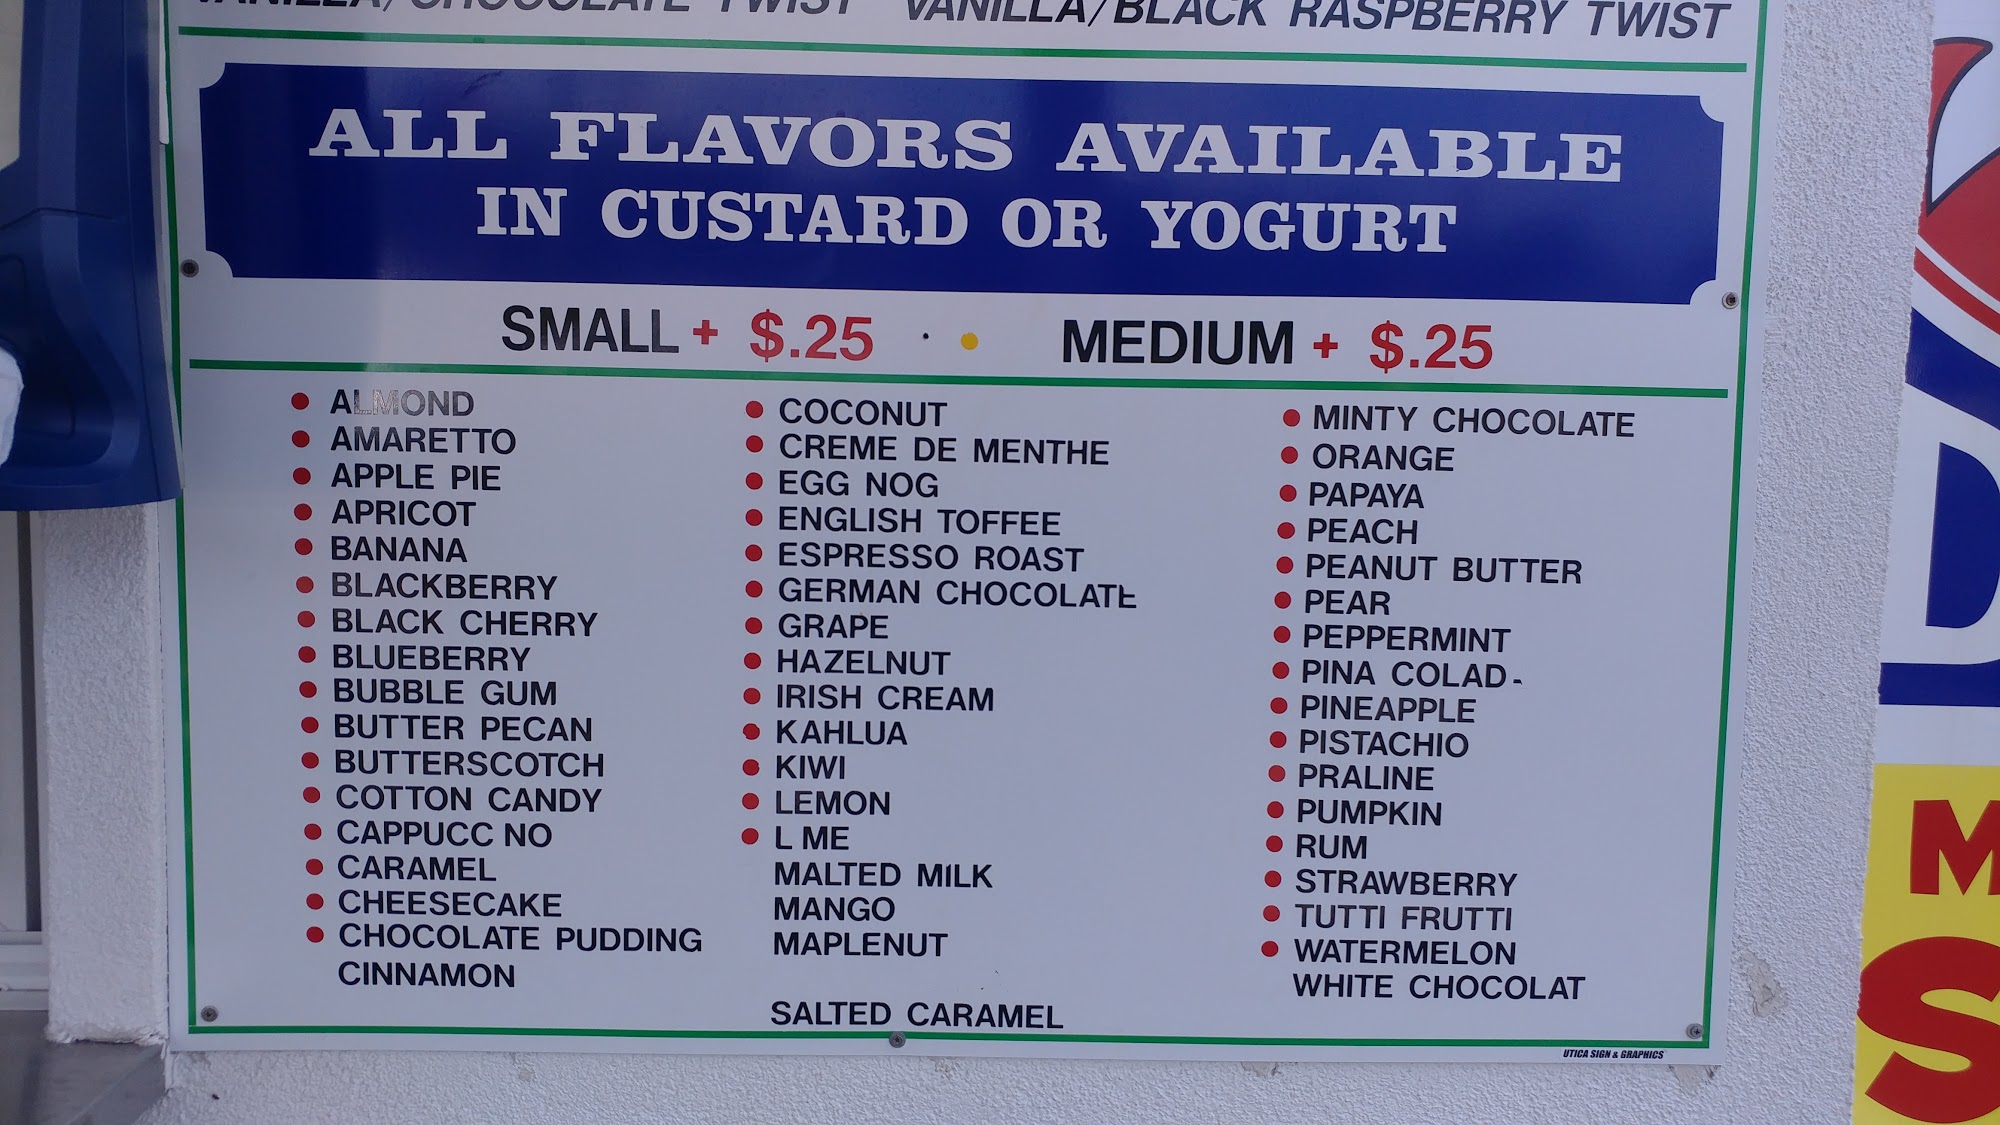 VANILLA/CHOCOLATE TWIST VANILLA/BLACK RASPBERRY TWIST
ALL FLAVORS AVAILABLE
IN CUSTARD OR YOGURT
SMALL + $.25 · • MEDIUM + $.25
• ALMOND
• AMARETTO
• APPLE PIE
• APRICOT
• BANANA
• BLACKBERRY
• BLACK CHERRY
• BLUEBERRY
• BUBBLE GUM
• BUTTER PECAN
• BUTTERSCOTCH
• COTTON CANDY
• CAPPUCC NO
• CARAMEL
• CHEESECAKE
• CHOCOLATE PUDDING
CINNAMON
• COCONUT
• CREME DE MENTHE
• EGG NOG
• ENGLISH TOFFEE
• ESPRESSO ROAST
• GERMAN CHOCOLATE
• GRAPE
• HAZELNUT
• IRISH CREAM
• KAHLUA
• KIWI
• LEMON
• L ME
MALTED MILK
MANGO
MAPLENUT
SALTED CARAMEL
• MINTY CHOCOLATE
• ORANGE
• PAPAYA
• PEACH
• PEANUT BUTTER
• PEAR
• PEPPERMINT
• PINA COLAD
• PINEAPPLE
• PISTACHIO
• PRALINE
• PUMPKIN
• RUM
• STRAWBERRY
• TUTTI FRUTTI
• WATERMELON
WHITE CHOCOLAT
UTICA SIGN & GRAPHICS
D
M
S